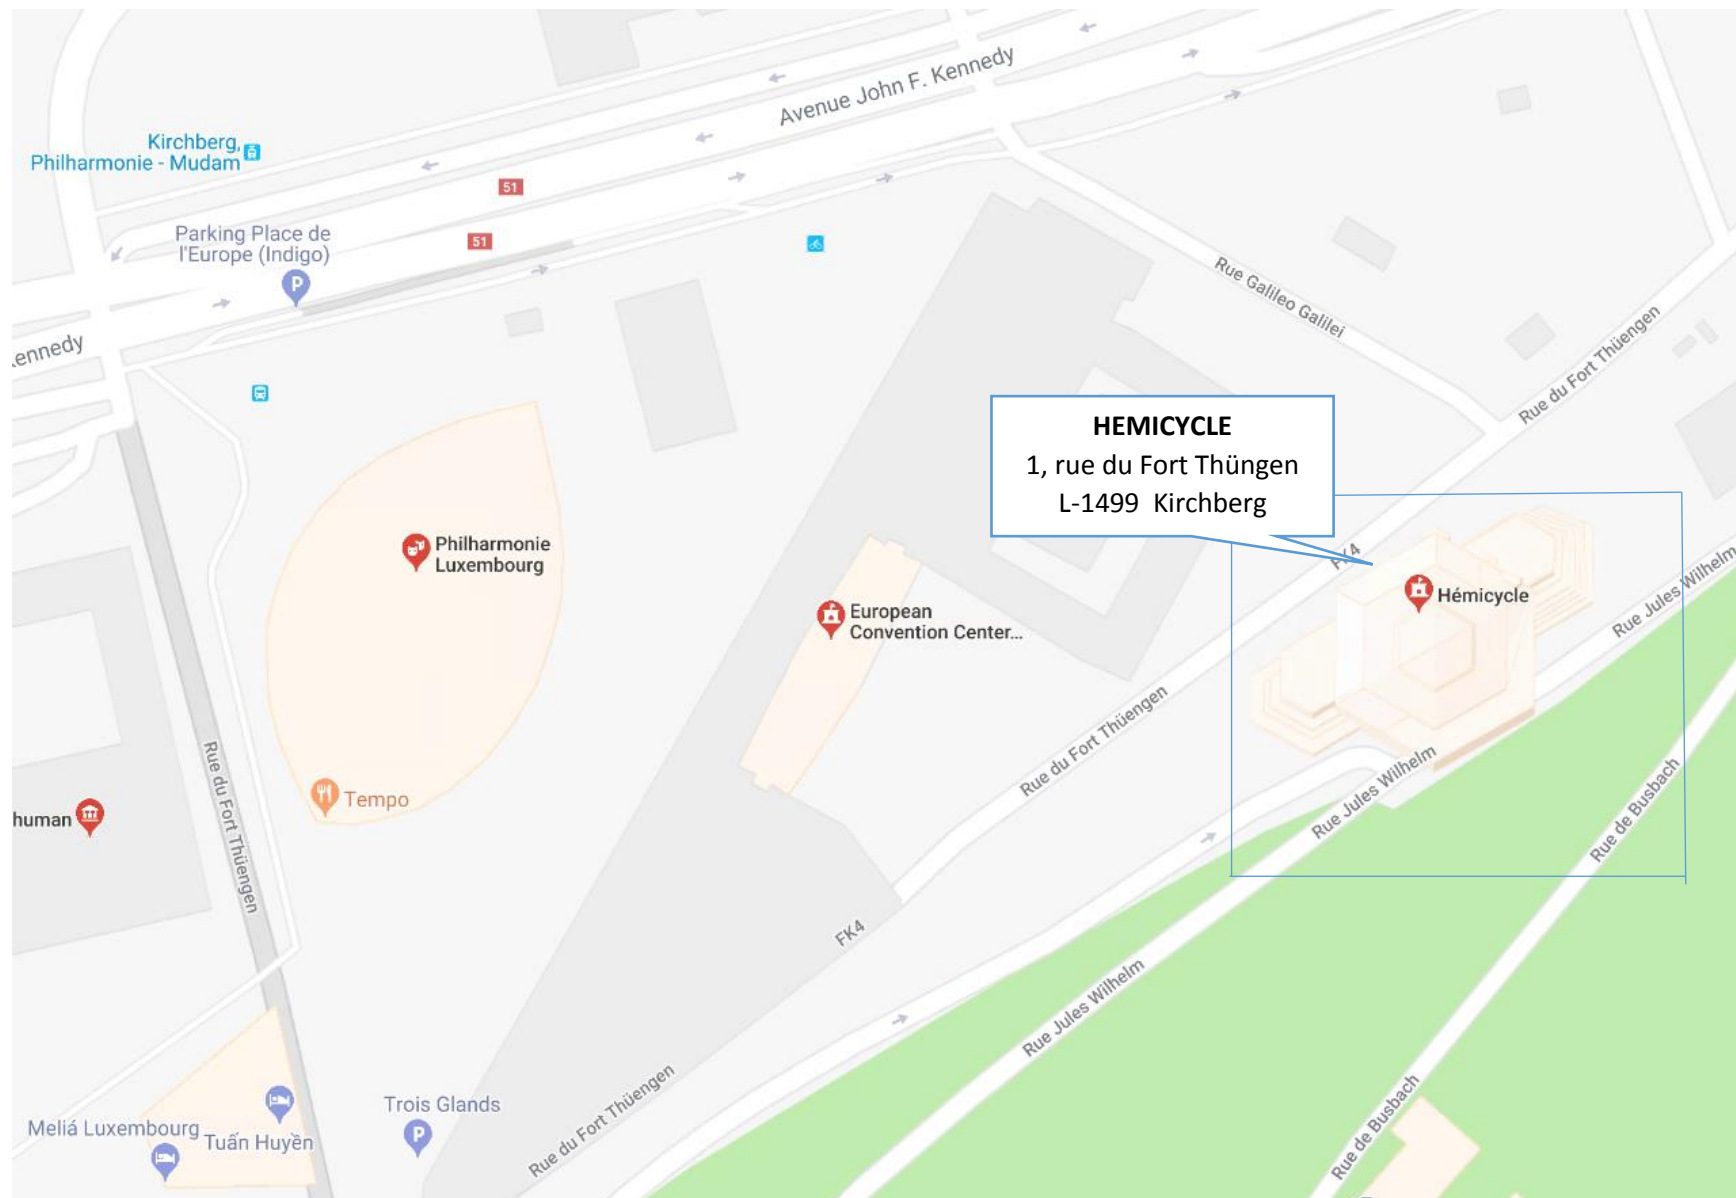 Avenue John F. Kennedy
Kirchberg,
Philharmonie - Mudam
51
Parking Place de
l'Europe (Indigo)
P
51
Rue Galileo Galilei
Rue du Fort Thüengen
ennedy
HEMICYCLE
1, rue du Fort Thüngen
L-1499 Kirchberg
FK4
Philharmonie
Luxembourg
Hémicycle
Rue Jules Wilhelm
European
Convention Center...
Rue du Fort Thüengen
Rue Jules Wilhelm
Rue de Busbach
Tempo
human
Rue du Fort Thüengen
FK4
Rue Jules Wilhelm
Trois Glands
P
Meliá Luxembourg
Tuấn Huyền
Rue du Fort Thüengen
Rue de Busbach